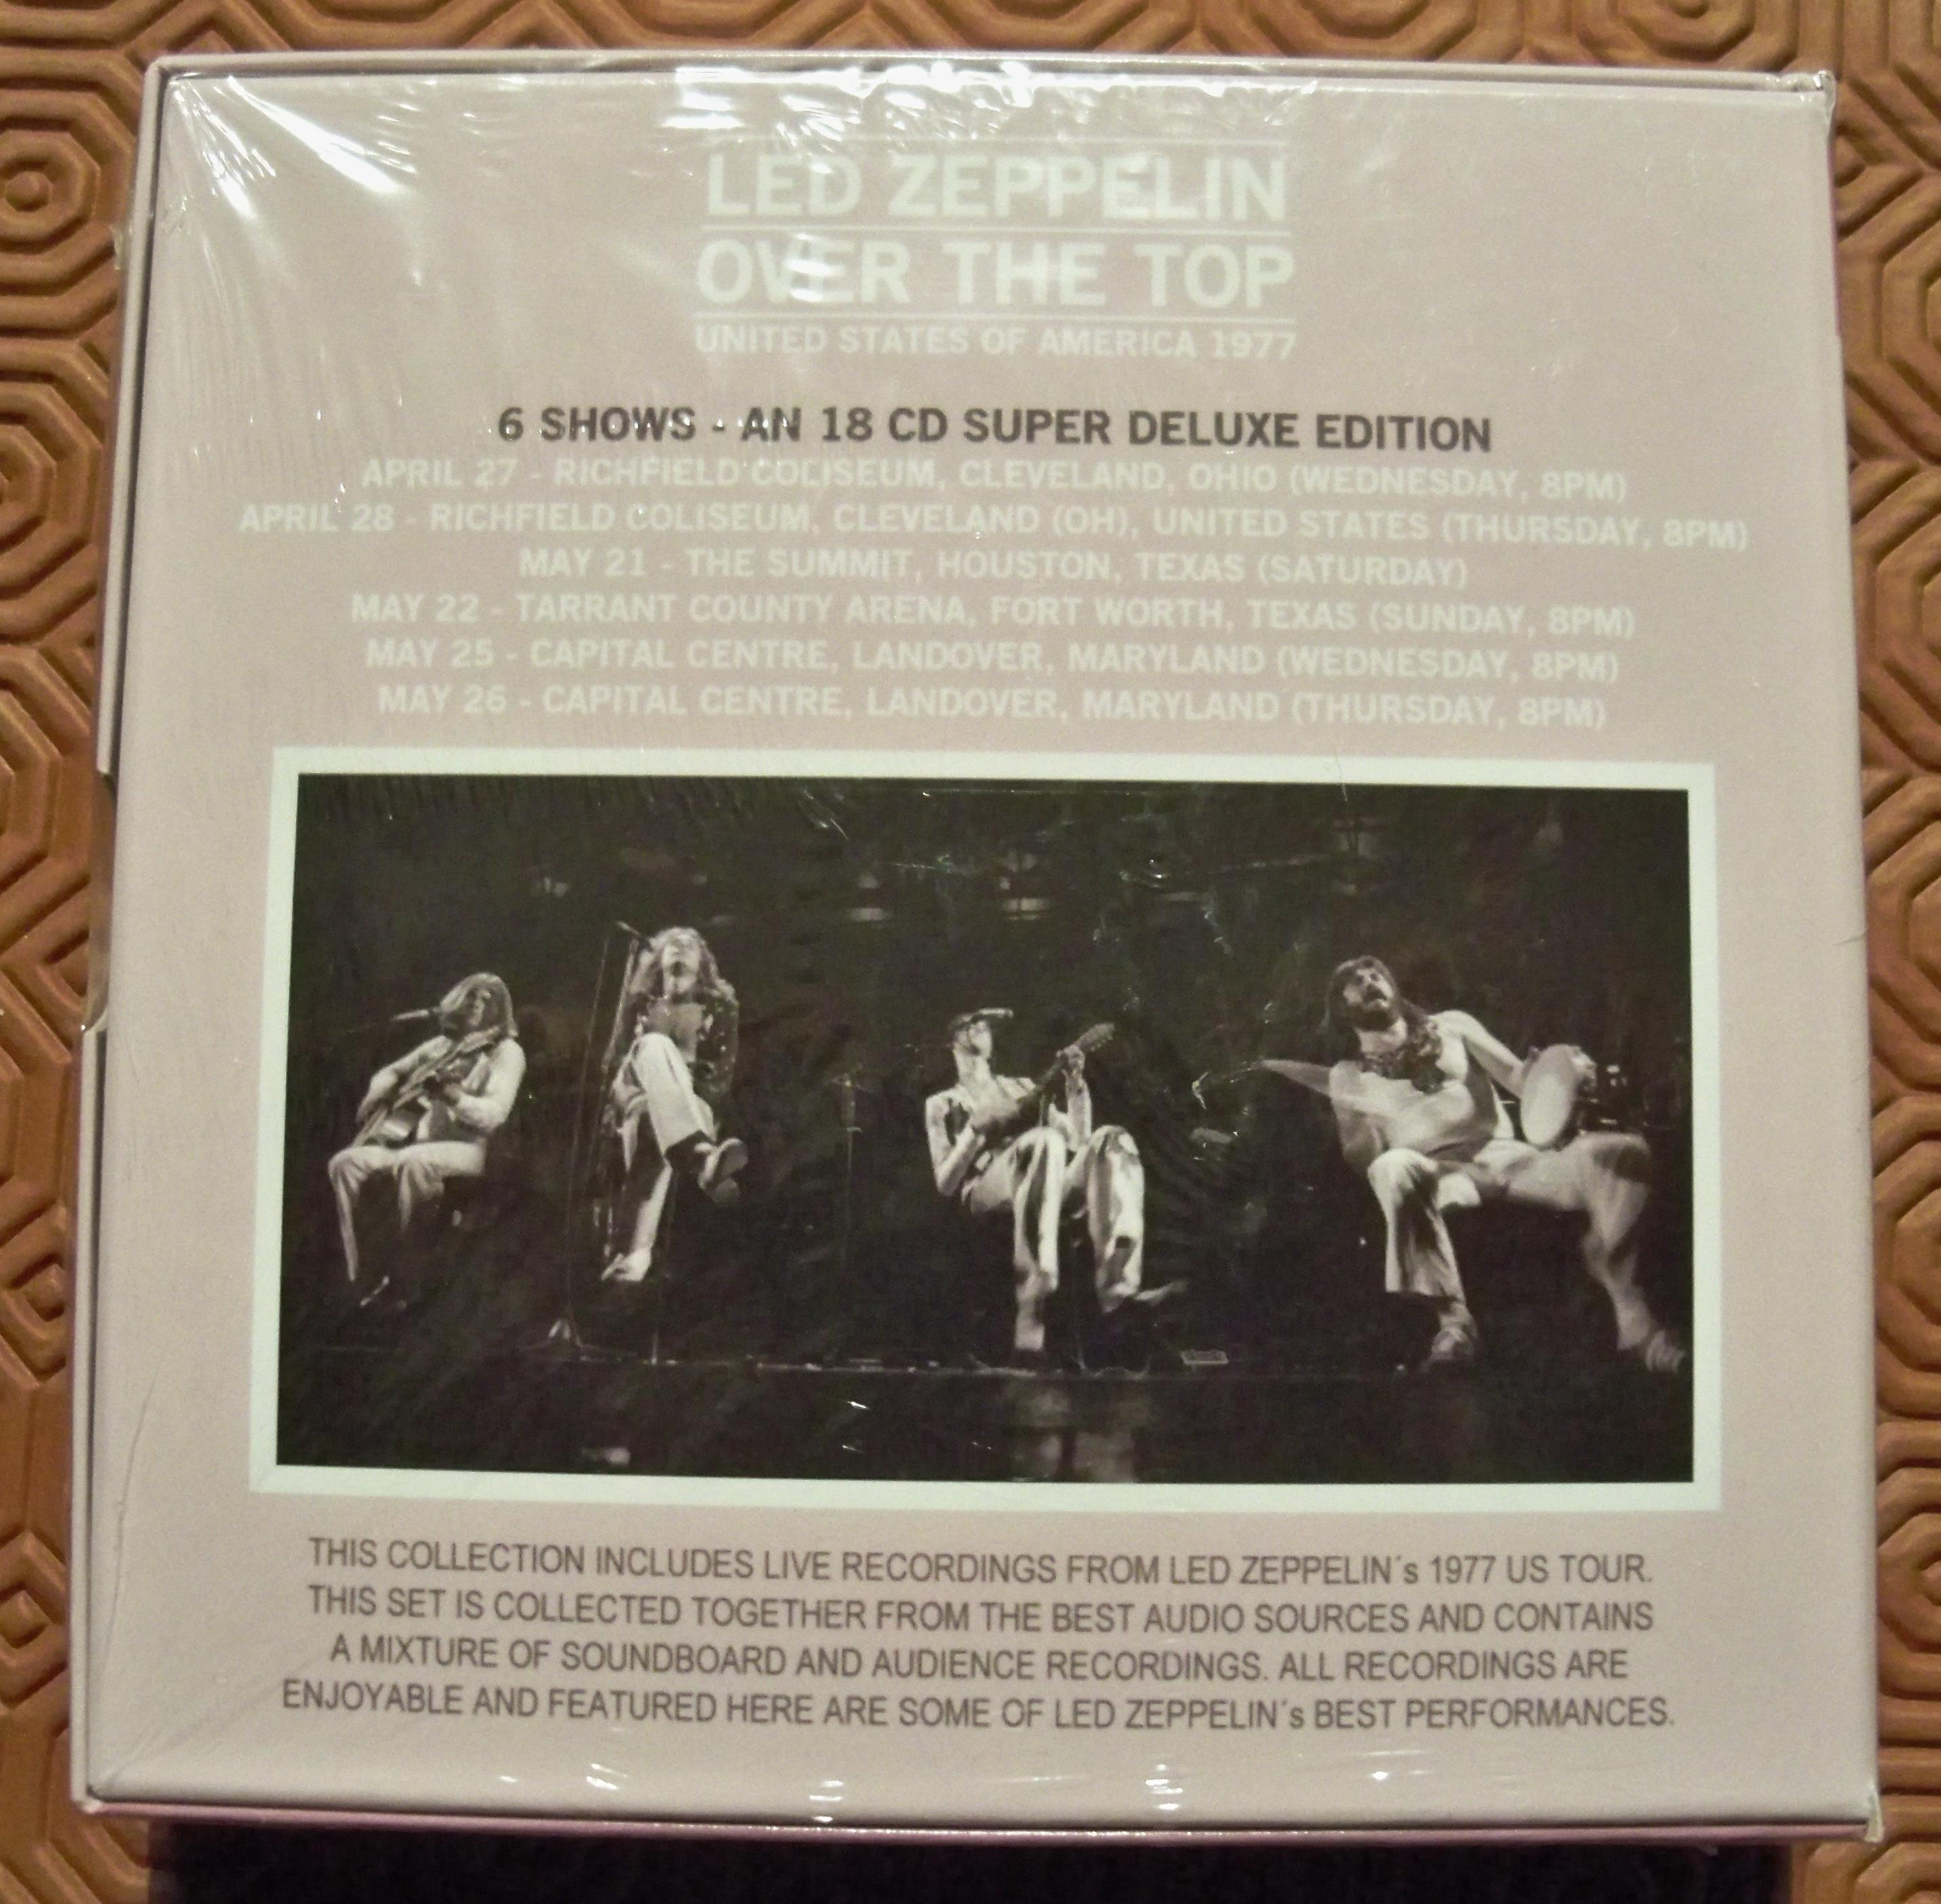 LED ZEPPELIN
OVER THE TOP
UNITED STATES OF AMERICA 1977
6 SHOWS - AN 18 CD SUPER DELUXE EDITION
APRIL 27 - RICHFIELD COLISEUM, CLEVELAND, OHIO (WEDNESDAY, 8PM)
APRIL 28 - RICHFIELD COLISEUM, CLEVELAND (OH), UNITED STATES (THURSDAY, 8PM)
MAY 21 - THE SUMMIT, HOUSTON, TEXAS (SATURDAY)
MAY 22 - TARRANT COUNTY ARENA, FORT WORTH, TEXAS (SUNDAY, 8PM)
MAY 25 - CAPITAL CENTRE, LANDOVER, MARYLAND (WEDNESDAY, 8PM)
MAY 26 - CAPITAL CENTRE, LANDOVER, MARYLAND (THURSDAY, 8PM)
THIS COLLECTION INCLUDES LIVE RECORDINGS FROM LED ZEPPELIN´s 1977 US TOUR.
THIS SET IS COLLECTED TOGETHER FROM THE BEST AUDIO SOURCES AND CONTAINS
A MIXTURE OF SOUNDBOARD AND AUDIENCE RECORDINGS. ALL RECORDINGS ARE
ENJOYABLE AND FEATURED HERE ARE SOME OF LED ZEPPELIN´s BEST PERFORMANCES.